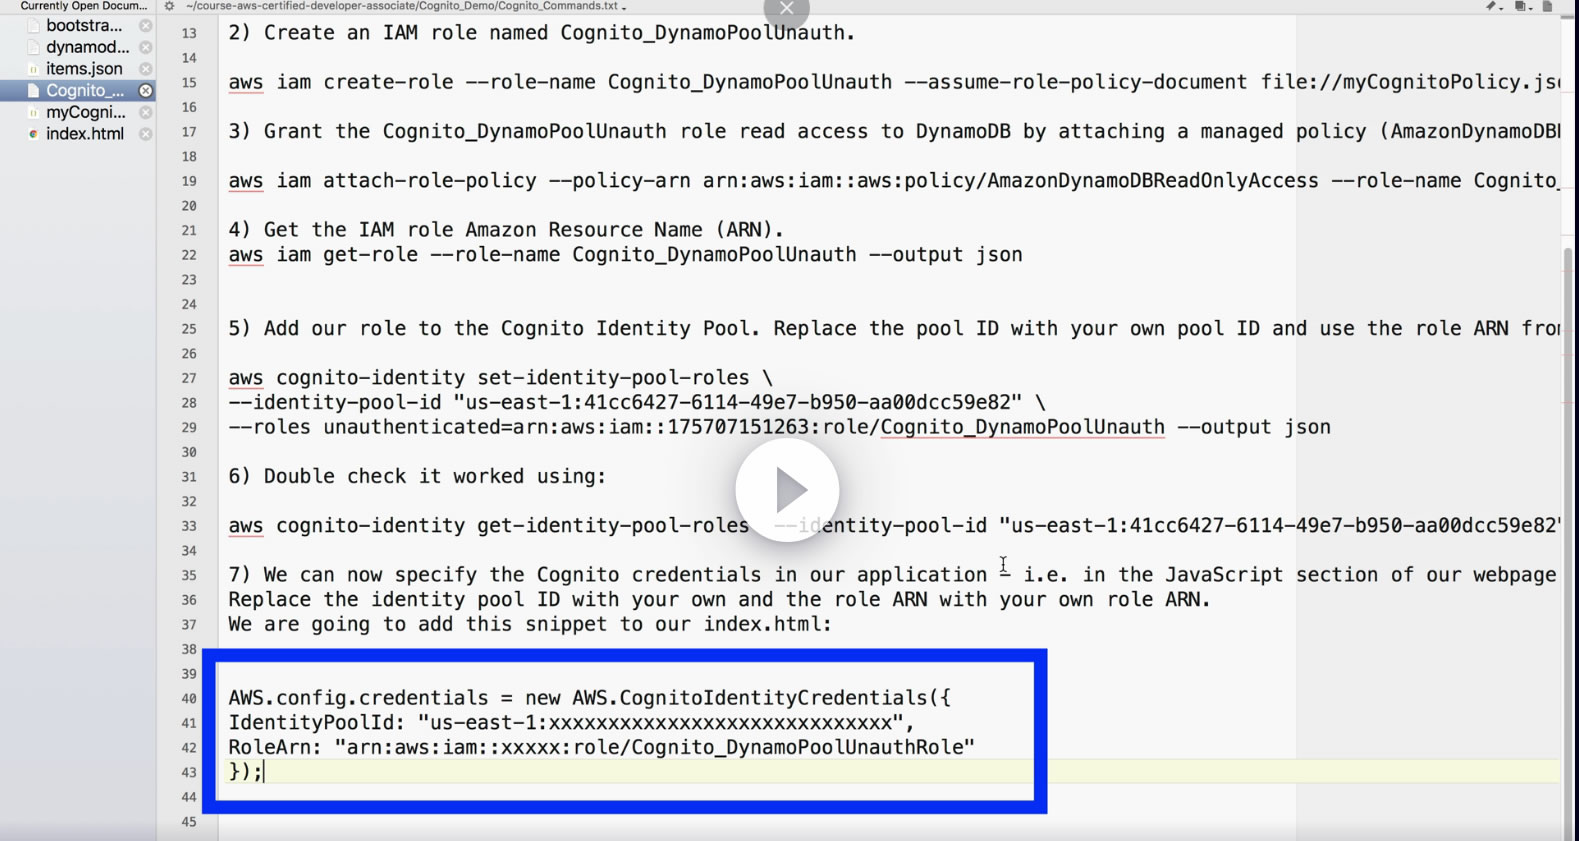 Currently Open Docum...
~/course-aws-certified-developer-associate/Cognito_Demo/Cognito_Commands.txt
bootstra...
dynamod...
items.json
Cognito_...
myCogni...
index.html
13 2) Create an IAM role named Cognito_DynamoPoolUnauth.
14
15 aws iam create-role --role-name Cognito_DynamoPoolUnauth --assume-role-policy-document file://myCognitoPolicy.jso
16
17 3) Grant the Cognito_DynamoPoolUnauth role read access to DynamoDB by attaching a managed policy (AmazonDynamoDB
18
19 aws iam attach-role-policy --policy-arn arn:aws:iam::aws:policy/AmazonDynamoDBReadOnlyAccess --role-name Cognito_
20
21 4) Get the IAM role Amazon Resource Name (ARN).
22 aws iam get-role --role-name Cognito_DynamoPoolUnauth --output json
23
24
25 5) Add our role to the Cognito Identity Pool. Replace the pool ID with your own pool ID and use the role ARN from
26
27 aws cognito-identity set-identity-pool-roles \
28 --identity-pool-id "us-east-1:41cc6427-6114-49e7-b950-aa00dcc59e82" \
29 --roles unauthenticated=arn:aws:iam::175707151263:role/Cognito_DynamoPoolUnauth --output json
30
31 6) Double check it worked using:
32
33 aws cognito-identity get-identity-pool-roles --identity-pool-id "us-east-1:41cc6427-6114-49e7-b950-aa00dcc59e82"
34
35 7) We can now specify the Cognito credentials in our application - i.e. in the JavaScript section of our webpage
36 Replace the identity pool ID with your own and the role ARN with your own role ARN.
37 We are going to add this snippet to our index.html:
38
39
40 AWS.config.credentials = new AWS.CognitoIdentityCredentials({
41 IdentityPoolId: "us-east-1:xxxxxxxxxxxxxxxxxxxxxxxxxxxxx",
42 RoleArn: "arn:aws:iam::xxxxx:role/Cognito_DynamoPoolUnauthRole"
43 });
44
45